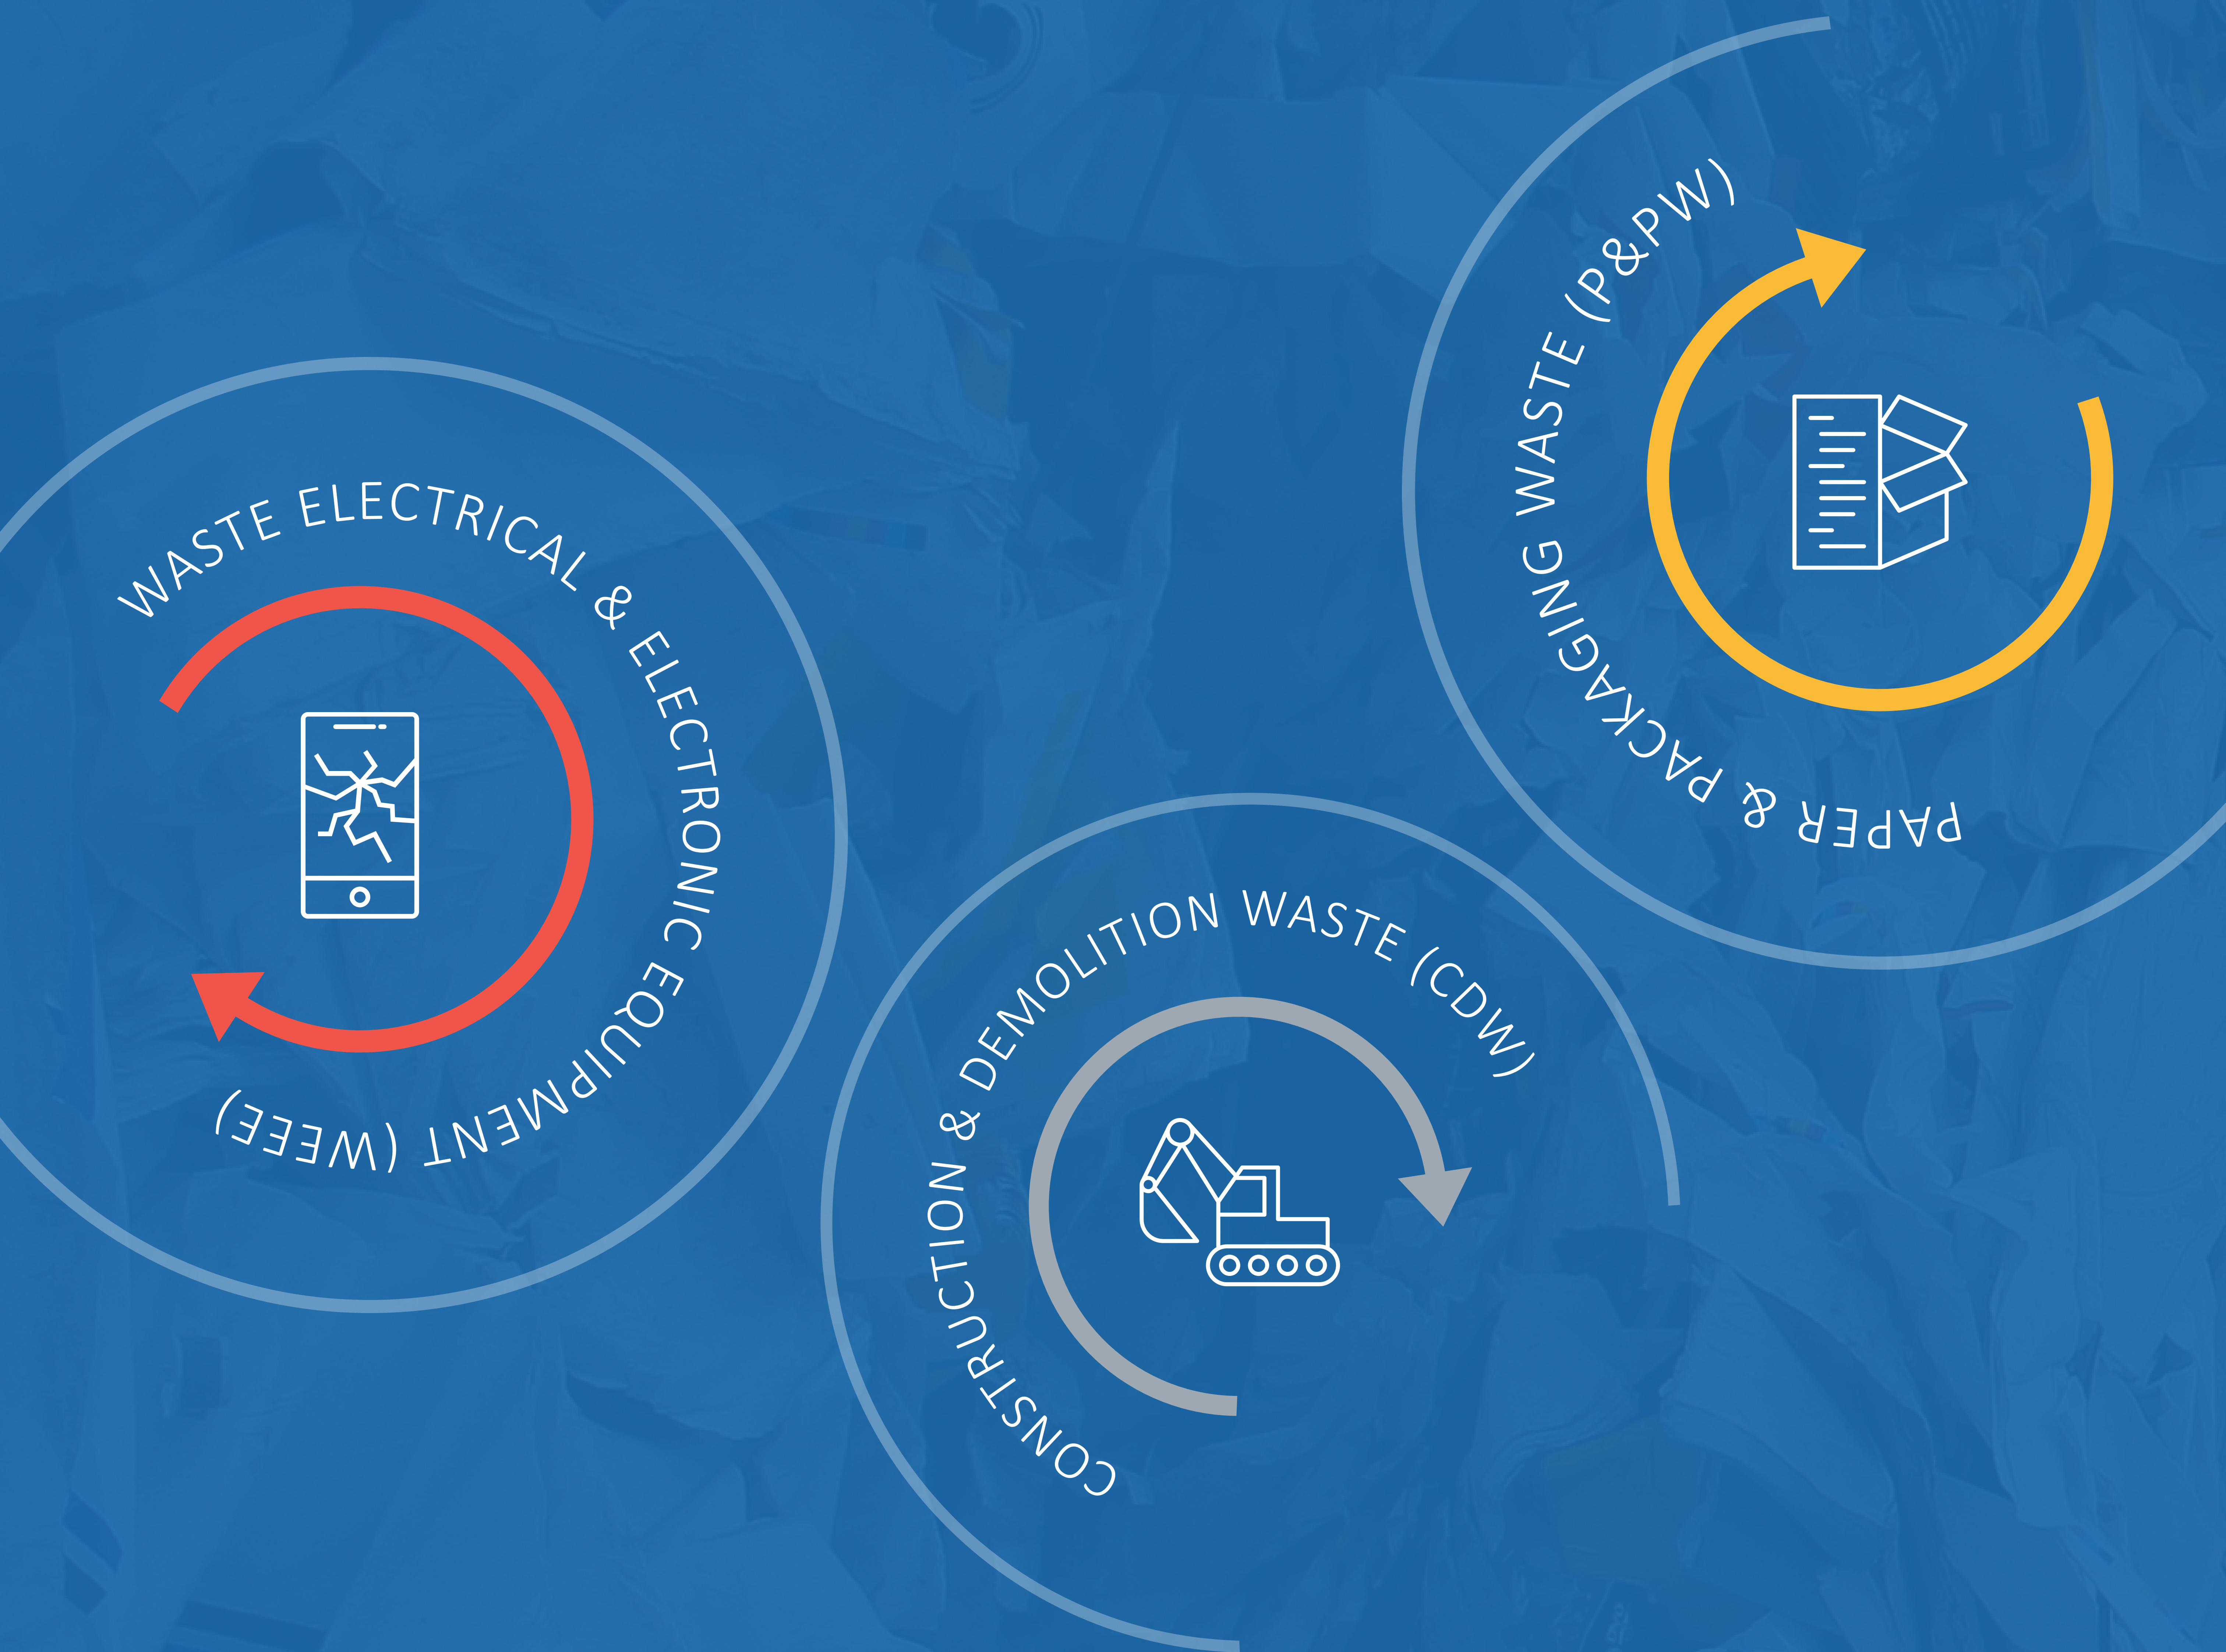 WASTE ELECTRICAL & ELECTRONIC EQUIPMENT (WEEE)
CONSTRUCTION & DEMOLITION WASTE (CDW)
PAPER & PACKAGING WASTE (P&PW)